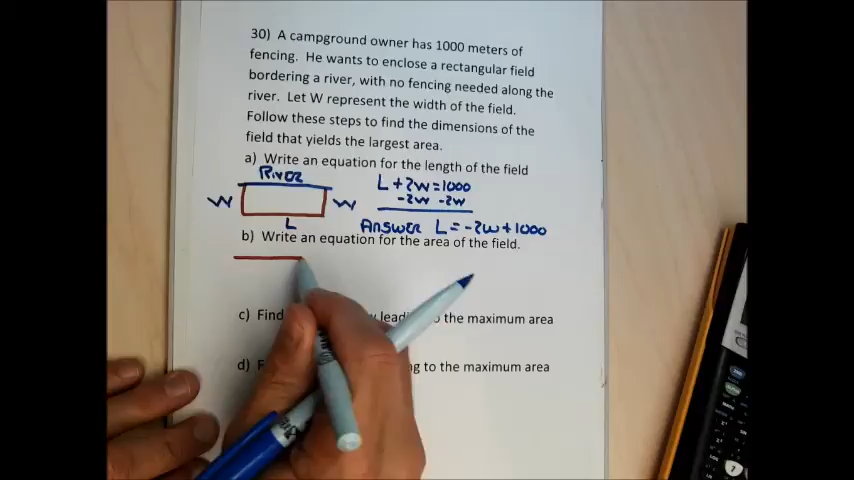 30) A campground owner has 1000 meters of
fencing. He wants to enclose a rectangular field
bordering a river, with no fencing needed along the
river. Let W represent the width of the field.
Follow these steps to find the dimensions of the
field that yields the largest area.
a) Write an equation for the length of the field
RIVER
L + 2W = 1000
-2W -2W
W W
L
ANSWER L = -2W + 1000
b) Write an equation for the area of the field.
c) Find the maximum area
d) to the maximum area